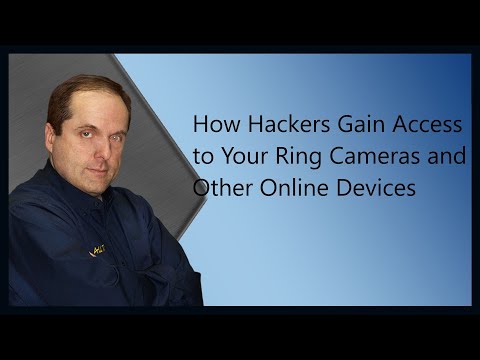 How Hackers Gain Access
to Your Ring Cameras and
Other Online Devices